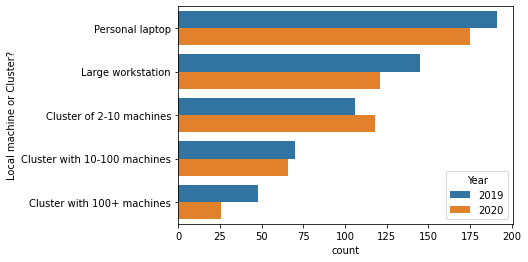 Local machine or Cluster?
Personal laptop
Large workstation
Cluster of 2-10 machines
Cluster with 10-100 machines
Cluster with 100+ machines
Year
2019
2020
0 25 50 75 100 125 150 175 200
count